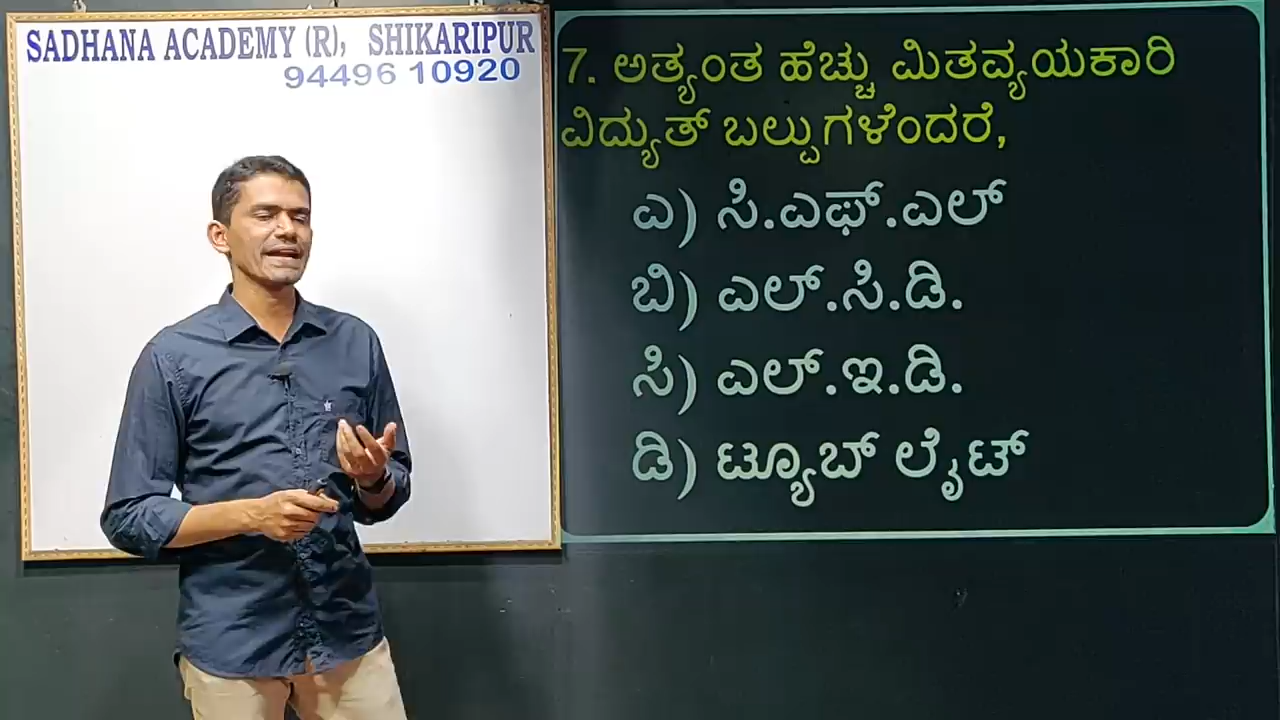 SADHANA ACADEMY (R), SHIKARIPUR
94496 10920
7. ಅತ್ಯಂತ ಹೆಚ್ಚು ಮಿತವ್ಯಯಕಾರಿ
ವಿದ್ಯುತ್ ಬಲ್ಪುಗಳೆಂದರೆ,
ಎ) ಸಿ.ಎಫ್.ಎಲ್
ಬಿ) ಎಲ್.ಸಿ.ಡಿ.
ಸಿ) ಎಲ್.ಇ.ಡಿ.
ಡಿ) ಟ್ಯೂಬ್ ಲೈಟ್